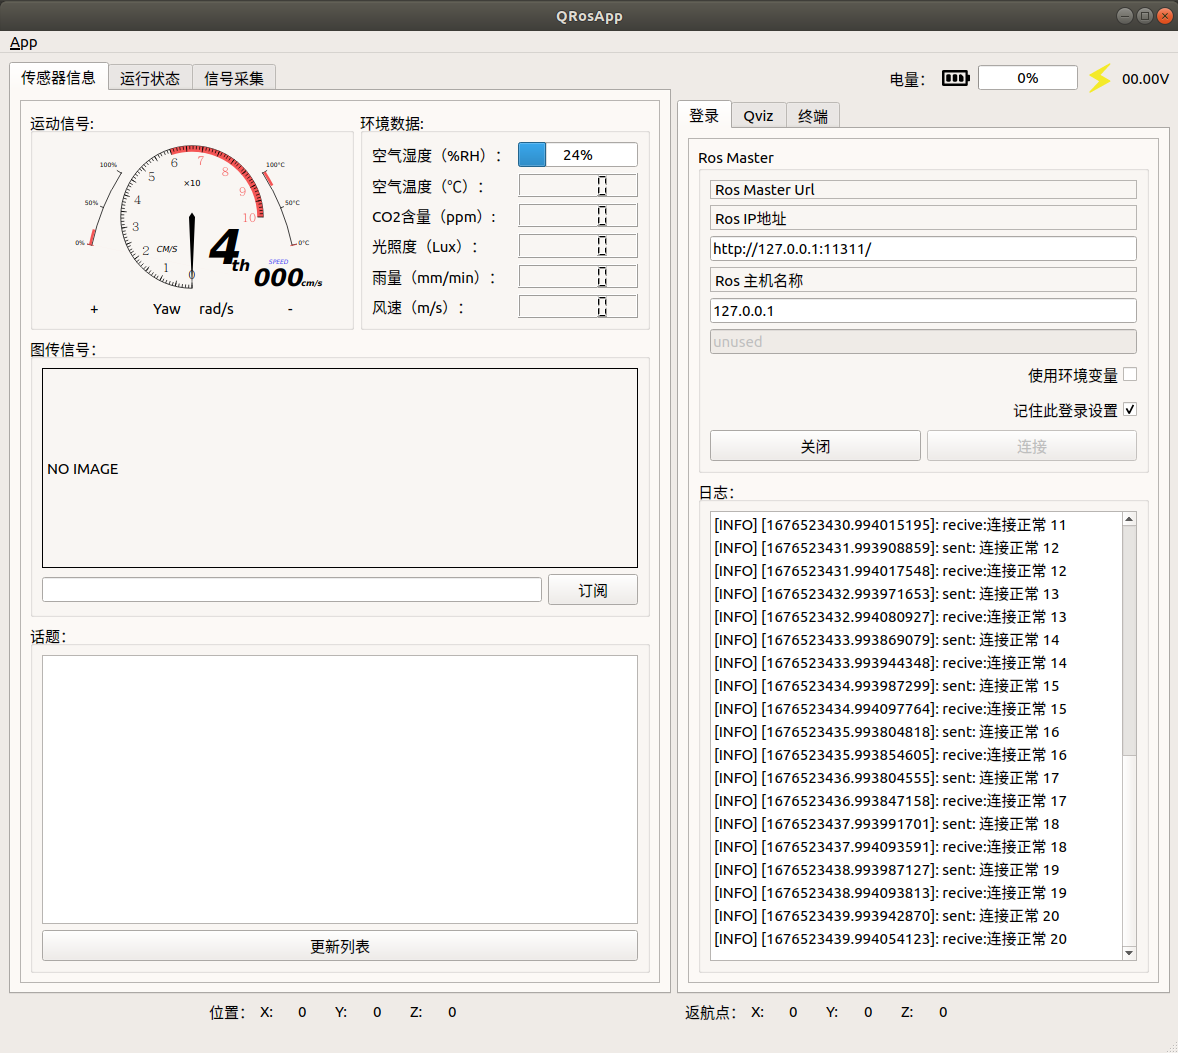 QRosApp
App
传感器信息 运行状态 信号采集
电量： 0% 00.00V
运动信号:
100% 50% 0%
0 1 2 3 4 5 6 7 8 9 10
×10
CM/S
100°C 50°C 0°C
4th
SPEED
000cm/s
+ Yaw rad/s -
环境数据:
空气湿度（%RH）： 24%
空气温度（℃）： 0
CO2含量（ppm）: 0
光照度（Lux）： 0
雨量（mm/min）： 0
风速（m/s）： 0
图传信号：
NO IMAGE
订阅
话题：
更新列表
登录 Qviz 终端
Ros Master
Ros Master Url
Ros IP地址
http://127.0.0.1:11311/
Ros 主机名称
127.0.0.1
unused
使用环境变量
记住此登录设置
关闭 连接
日志：
[INFO] [1676523430.994015195]: recive:连接正常 11
[INFO] [1676523431.993908859]: sent: 连接正常 12
[INFO] [1676523431.994017548]: recive:连接正常 12
[INFO] [1676523432.993971653]: sent: 连接正常 13
[INFO] [1676523432.994080927]: recive:连接正常 13
[INFO] [1676523433.993869079]: sent: 连接正常 14
[INFO] [1676523433.993944348]: recive:连接正常 14
[INFO] [1676523434.993987299]: sent: 连接正常 15
[INFO] [1676523434.994097764]: recive:连接正常 15
[INFO] [1676523435.993804818]: sent: 连接正常 16
[INFO] [1676523435.993854605]: recive:连接正常 16
[INFO] [1676523436.993804555]: sent: 连接正常 17
[INFO] [1676523436.993847158]: recive:连接正常 17
[INFO] [1676523437.993991701]: sent: 连接正常 18
[INFO] [1676523437.994093591]: recive:连接正常 18
[INFO] [1676523438.993987127]: sent: 连接正常 19
[INFO] [1676523438.994093813]: recive:连接正常 19
[INFO] [1676523439.993942870]: sent: 连接正常 20
[INFO] [1676523439.994054123]: recive:连接正常 20
位置： X: 0 Y: 0 Z: 0
返航点： X: 0 Y: 0 Z: 0